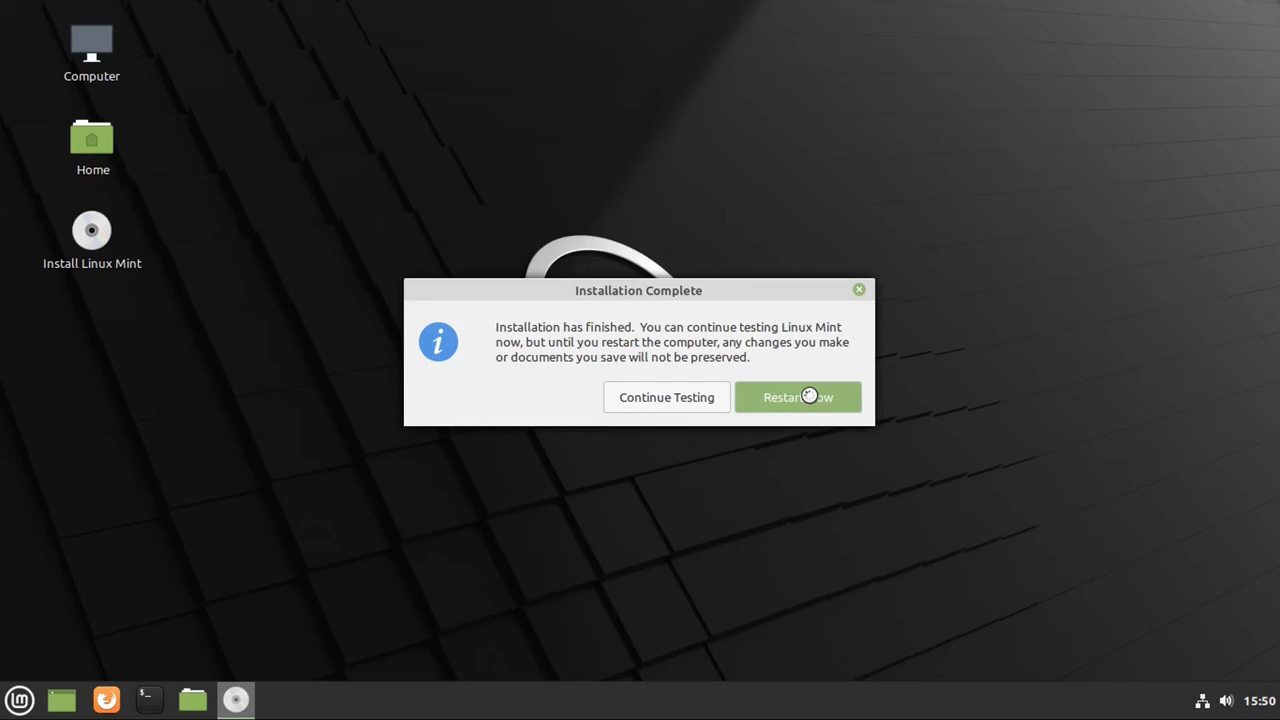 Computer
Home
Install Linux Mint
Installation Complete
Installation has finished. You can continue testing Linux Mint
now, but until you restart the computer, any changes you make
or documents you save will not be preserved.
Continue Testing
Restart Now
$_
15:50